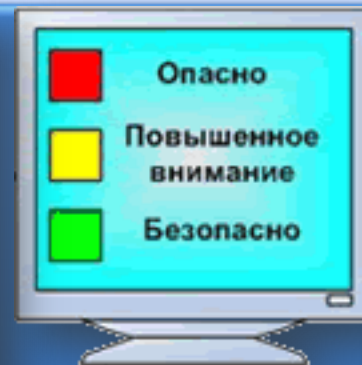 Опасно
Повышенное
внимание
Безопасно